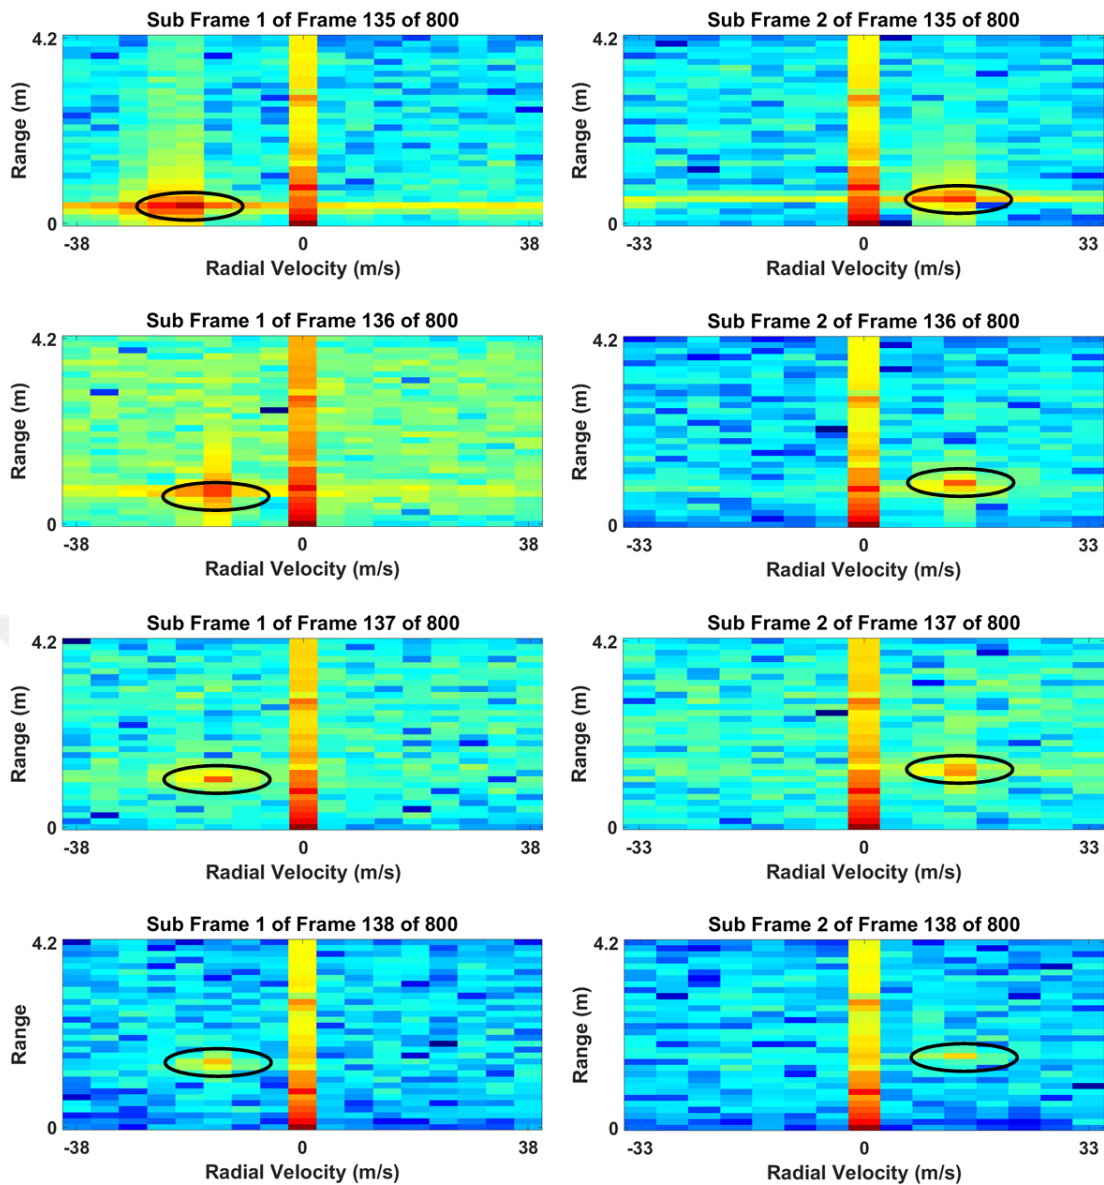 Sub Frame 1 of Frame 135 of 800
4.2
Range (m)
0
-38 0 38
Radial Velocity (m/s)
Sub Frame 2 of Frame 135 of 800
4.2
Range (m)
0
-33 0 33
Radial Velocity (m/s)
Sub Frame 1 of Frame 136 of 800
4.2
Range (m)
0
-38 0 38
Radial Velocity (m/s)
Sub Frame 2 of Frame 136 of 800
4.2
Range (m)
0
-33 0 33
Radial Velocity (m/s)
Sub Frame 1 of Frame 137 of 800
4.2
Range (m)
0
-38 0 38
Radial Velocity (m/s)
Sub Frame 2 of Frame 137 of 800
4.2
Range (m)
0
-33 0 33
Radial Velocity (m/s)
Sub Frame 1 of Frame 138 of 800
4.2
Range
0
-38 0 38
Radial Velocity (m/s)
Sub Frame 2 of Frame 138 of 800
4.2
Range (m)
0
-33 0 33
Radial Velocity (m/s)